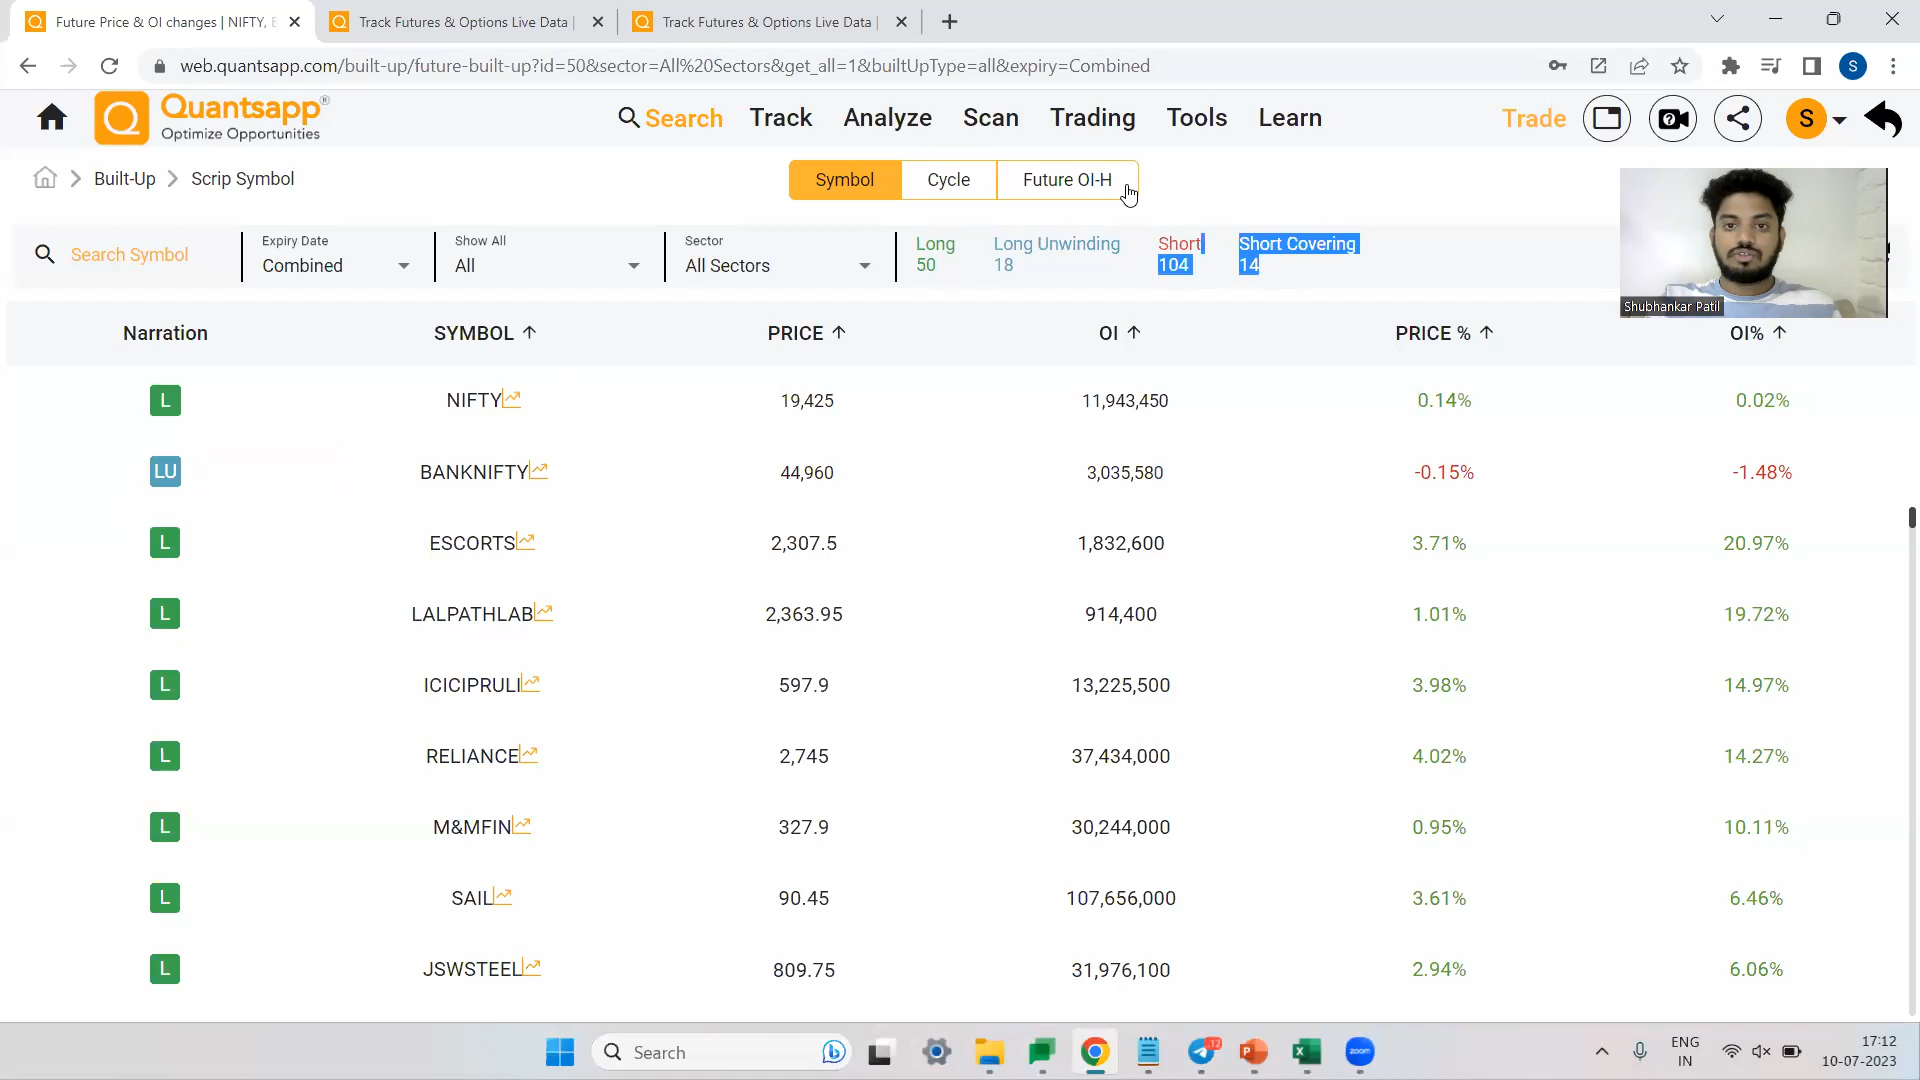 Future Price & OI changes | NIFTY, E
Track Futures & Options Live Data |
Track Futures & Options Live Data |
web.quantsapp.com/built-up/future-built-up?id=50&sector=All%20Sectors&get_all=1&builtUpType=all&expiry=Combined
S
Quantsapp®
Optimize Opportunities
Search Track Analyze Scan Trading Tools Learn
Trade
S
Built-Up > Scrip Symbol
Symbol Cycle Future OI-H
Search Symbol
Expiry Date
Combined
Show All
All
Sector
All Sectors
Long
50
Long Unwinding
18
Short
104
Short Covering
14
Shubhankar Patil
Narration SYMBOL PRICE OI PRICE % OI%
L NIFTY 19,425 11,943,450 0.14% 0.02%
LU BANKNIFTY 44,960 3,035,580 -0.15% -1.48%
L ESCORTS 2,307.5 1,832,600 3.71% 20.97%
L LALPATHLAB 2,363.95 914,400 1.01% 19.72%
L ICICIPRULI 597.9 13,225,500 3.98% 14.97%
L RELIANCE 2,745 37,434,000 4.02% 14.27%
L M&MFIN 327.9 30,244,000 0.95% 10.11%
L SAIL 90.45 107,656,000 3.61% 6.46%
L JSWSTEEL 809.75 31,976,100 2.94% 6.06%
Search
12
zoom
ENG
IN
17:12
10-07-2023